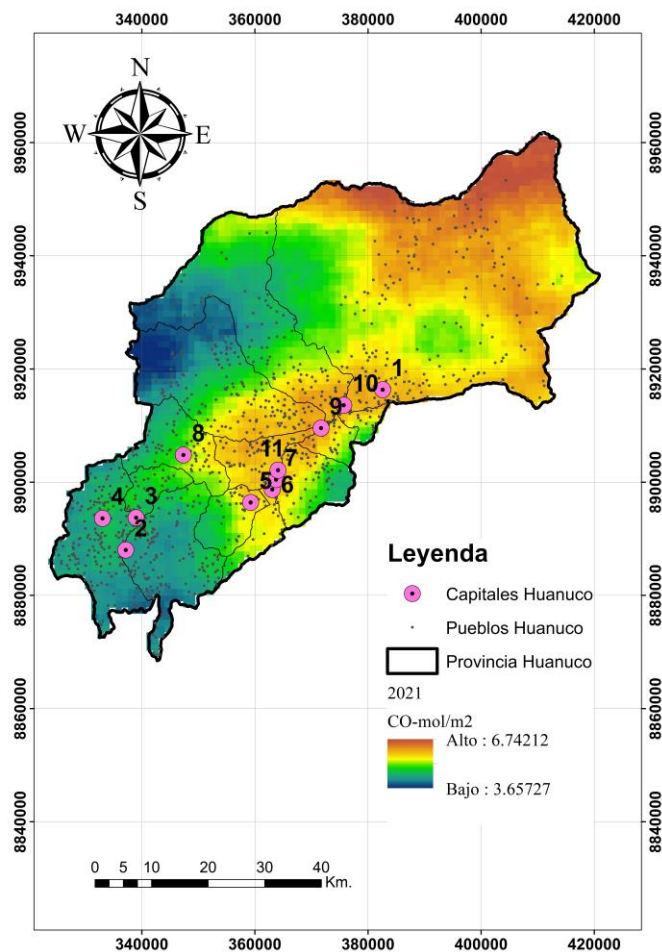 340000 360000 380000 400000 420000
N
W E
S
8960000 8960000
8940000 8940000
8920000 8920000
1
10
9
8
11
7
8900000 8900000
5 6
4 3
2
Leyenda
Capitales Huanuco
8880000 8880000
Pueblos Huanuco
Provincia Huanuco
2021
8860000 8860000
CO-mol/m2
Alto : 6.74212
Bajo : 3.65727
8840000 8840000
0 5 10 20 30 40
Km.
340000 360000 380000 400000 420000